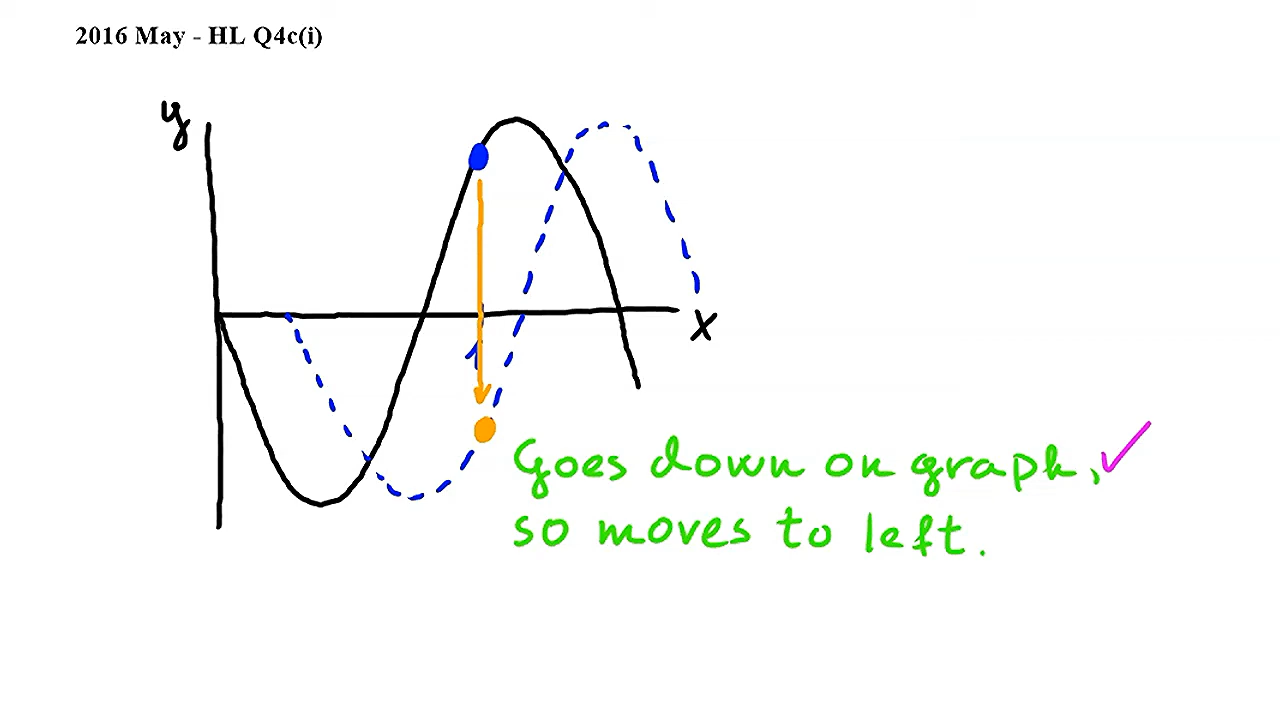 2016 May - HL Q4c(i)
y
x
Goes down on graph,
so moves to left.